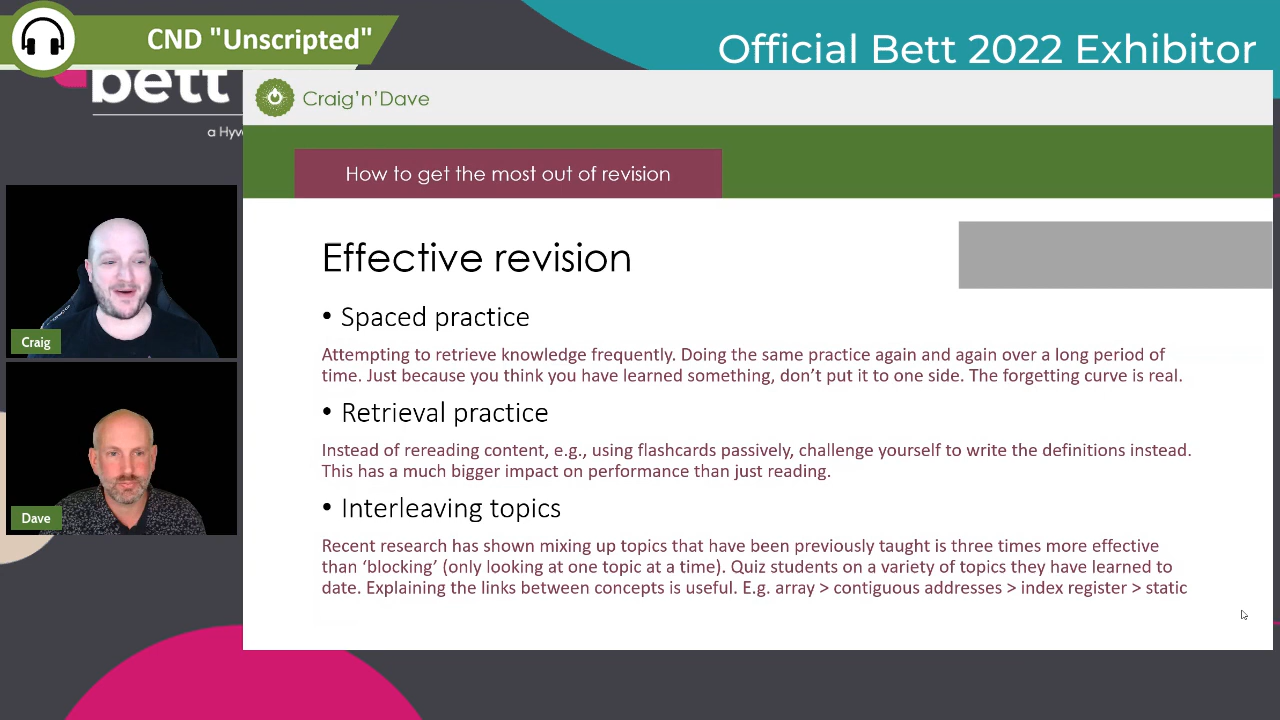 CND "Unscripted"
Official Bett 2022 Exhibitor
bett
a Hyv
Craig'n'Dave
How to get the most out of revision
Effective revision
• Spaced practice
Attempting to retrieve knowledge frequently. Doing the same practice again and again over a long period of
time. Just because you think you have learned something, don't put it to one side. The forgetting curve is real.
• Retrieval practice
Instead of rereading content, e.g., using flashcards passively, challenge yourself to write the definitions instead.
This has a much bigger impact on performance than just reading.
• Interleaving topics
Recent research has shown mixing up topics that have been previously taught is three times more effective
than 'blocking' (only looking at one topic at a time). Quiz students on a variety of topics they have learned to
date. Explaining the links between concepts is useful. E.g. array > contiguous addresses > index register > static
Craig
Dave